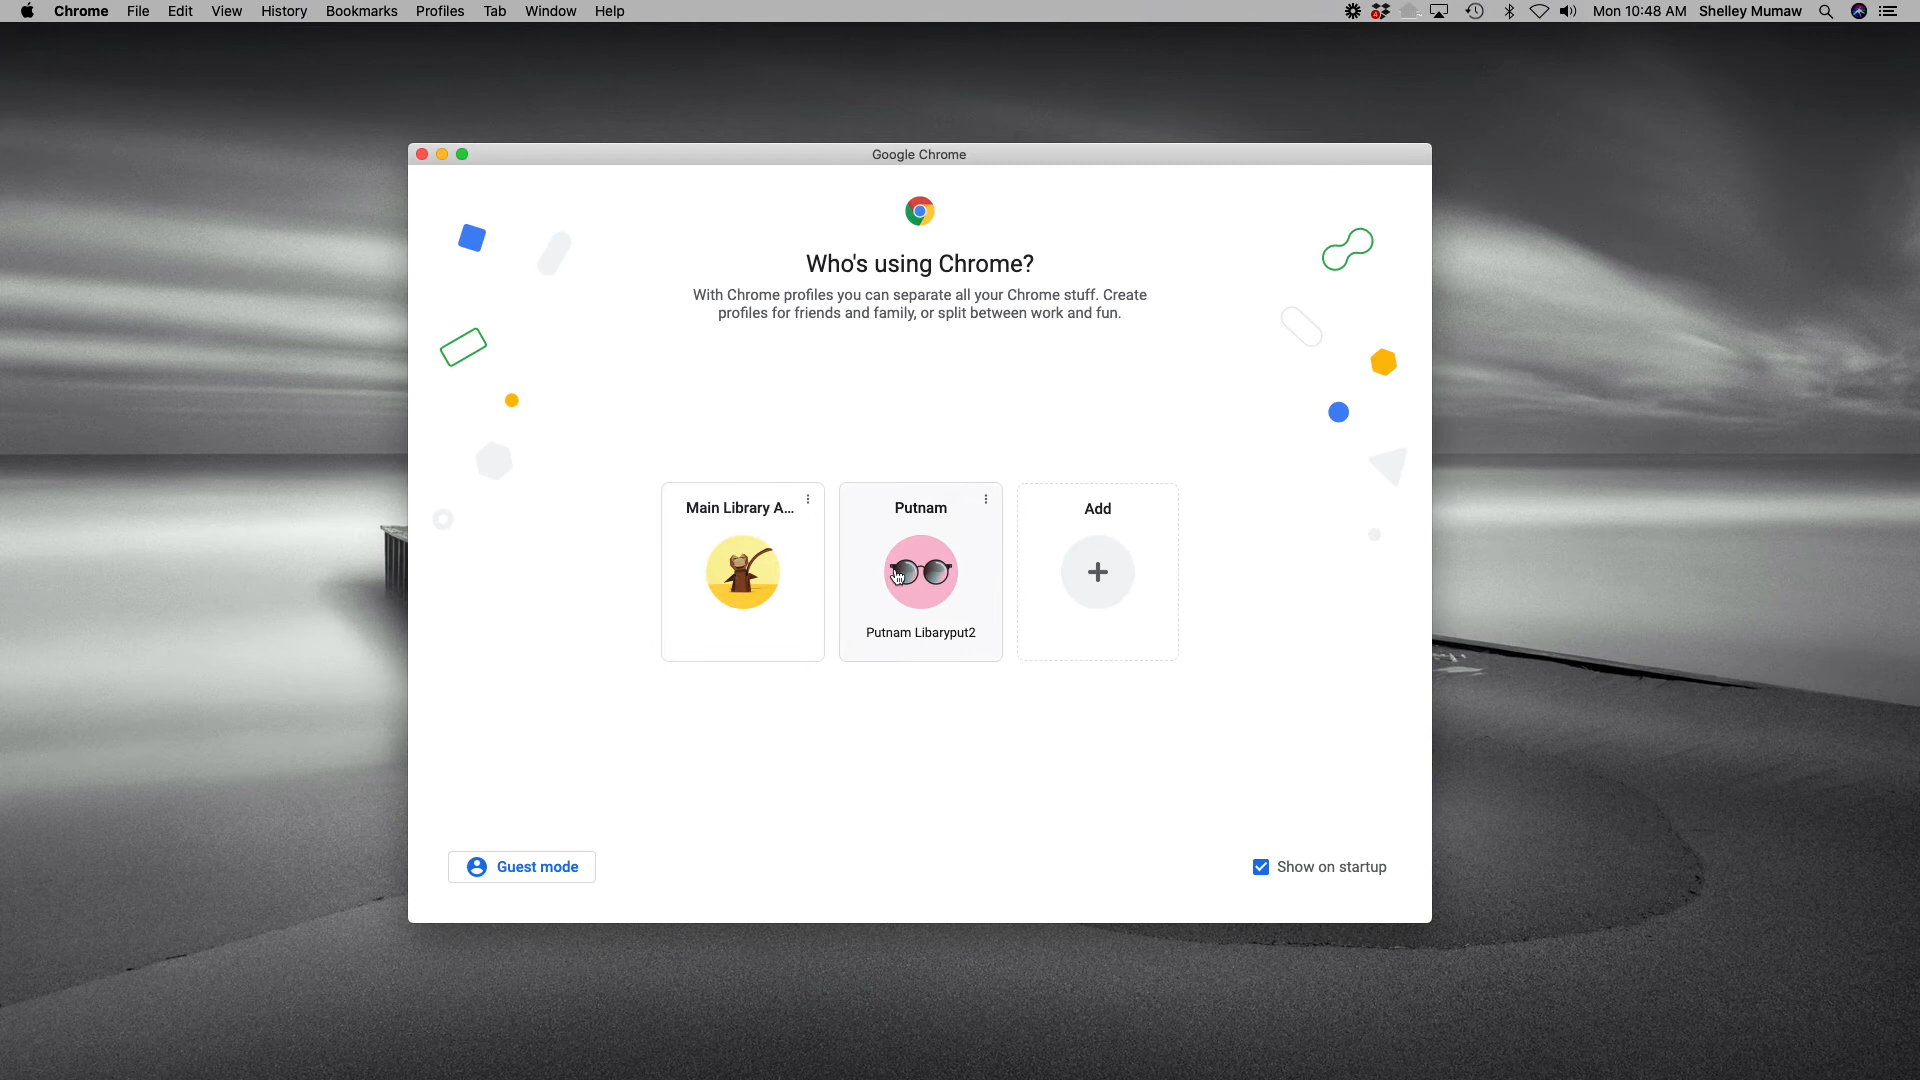 Chrome File Edit View History Bookmarks Profiles Tab Window Help
4 Mon 10:48 AM Shelley Mumaw
Google Chrome
Who's using Chrome?
With Chrome profiles you can separate all your Chrome stuff. Create
profiles for friends and family, or split between work and fun.
Main Library A...
Putnam
Add
Putnam Libaryput2
Guest mode
Show on startup